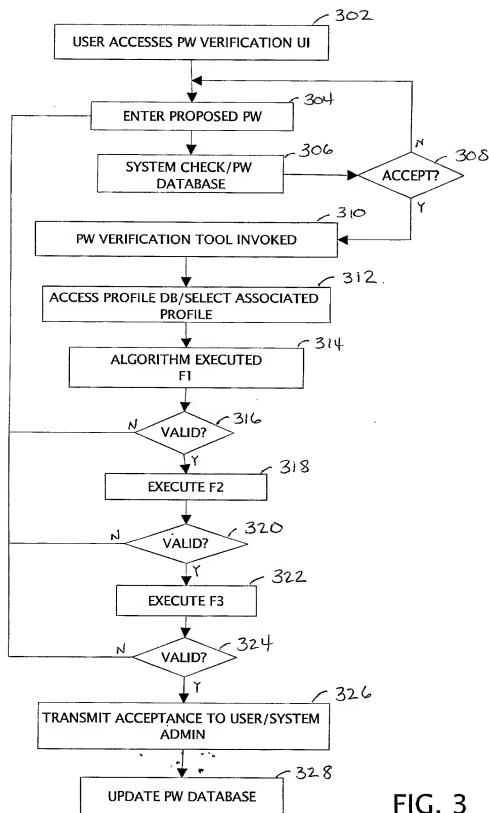 302
USER ACCESSES PW VERIFICATION UI
304
ENTER PROPOSED PW
306
SYSTEM CHECK/PW
DATABASE
N
308
ACCEPT?
Y
310
PW VERIFICATION TOOL INVOKED
312
ACCESS PROFILE DB/SELECT ASSOCIATED
PROFILE
314
ALGORITHM EXECUTED
F1
316
N
VALID?
Y
318
EXECUTE F2
320
N
VALID?
Y
322
EXECUTE F3
324
N
VALID?
Y
326
TRANSMIT ACCEPTANCE TO USER/SYSTEM
ADMIN
328
UPDATE PW DATABASE
FIG. 3